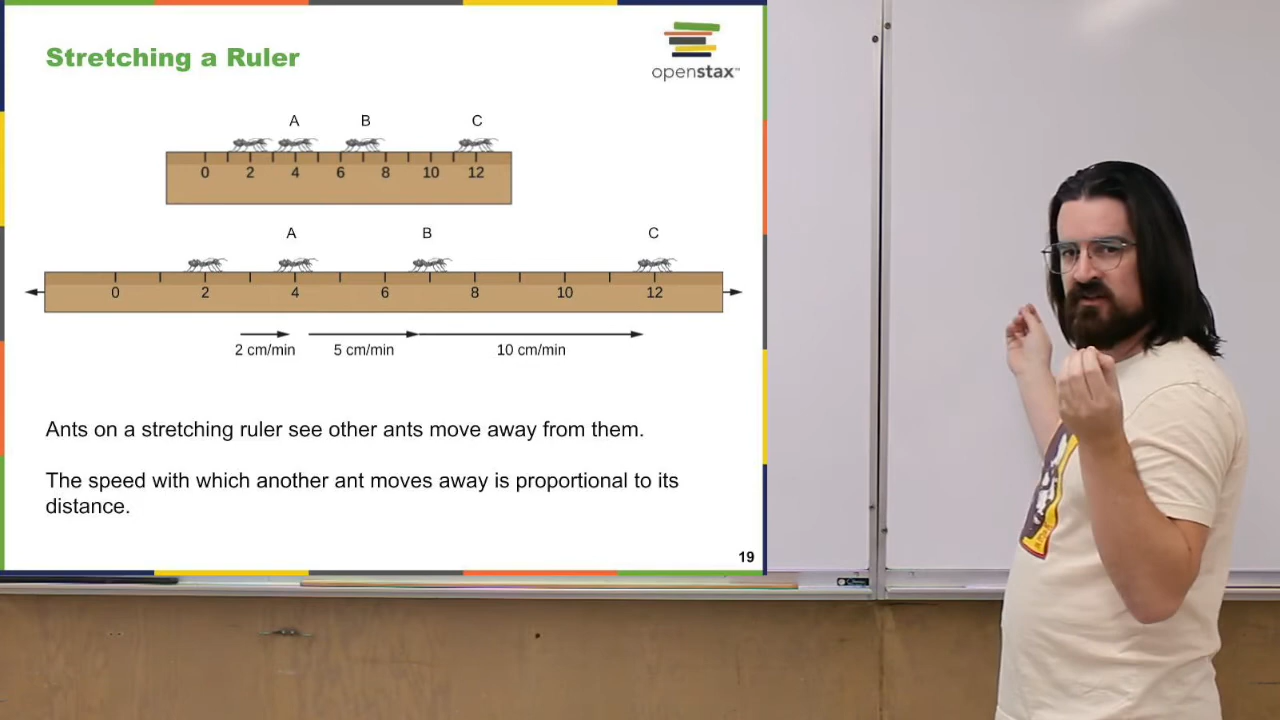 Stretching a Ruler
openstax™
A B C
0 2 4 6 8 10 12
A B C
0 2 4 6 8 10 12
2 cm/min 5 cm/min 10 cm/min
Ants on a stretching ruler see other ants move away from them.
The speed with which another ant moves away is proportional to its
distance.
19